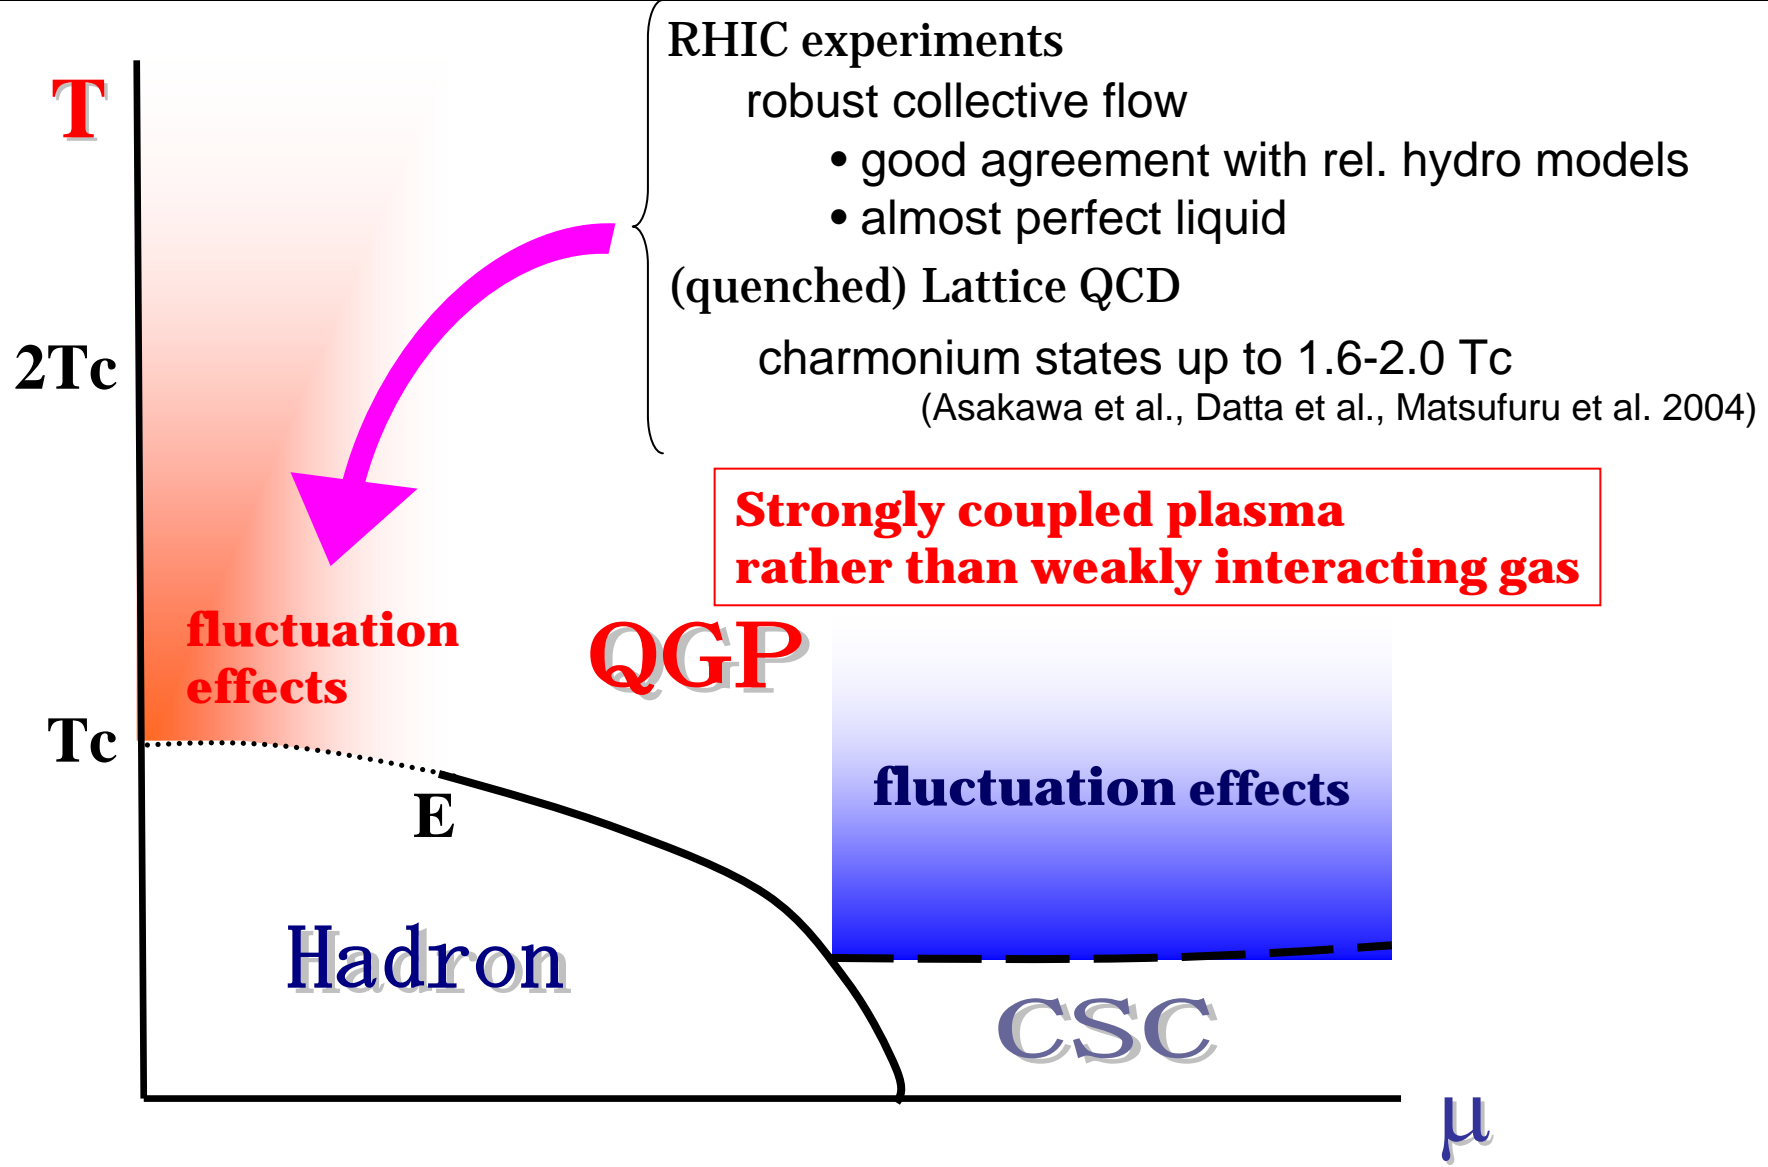 RHIC experiments
T
robust collective flow
• good agreement with rel. hydro models
• almost perfect liquid
(quenched) Lattice QCD
2Tc
charmonium states up to 1.6-2.0 Tc
(Asakawa et al., Datta et al., Matsufuru et al. 2004)
Strongly coupled plasma
rather than weakly interacting gas
fluctuation
effects
QGP
Tc
fluctuation effects
E
Hadron
CSC
μ